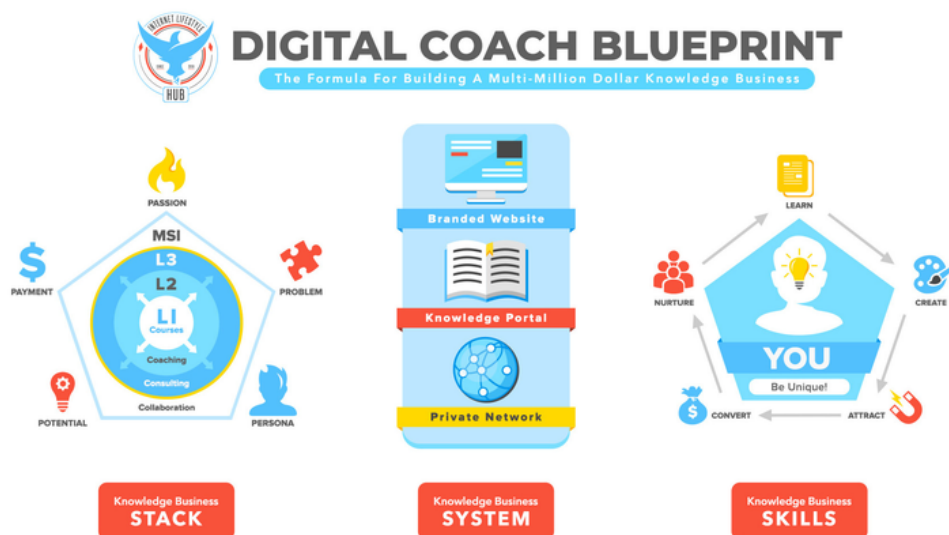 INTERNET LIFESTYLE
HUB
DIGITAL COACH BLUEPRINT
The Formula For Building A Multi-Million Dollar Knowledge Business
PASSION
PAYMENT
PROBLEM
POTENTIAL
PERSONA
MSI
L3
L2
L1
Courses
Coaching
Consulting
Collaboration
Knowledge Business
STACK
Branded Website
Knowledge Portal
Private Network
Knowledge Business
SYSTEM
LEARN
NURTURE
CREATE
YOU
Be Unique!
CONVERT
ATTRACT
Knowledge Business
SKILLS